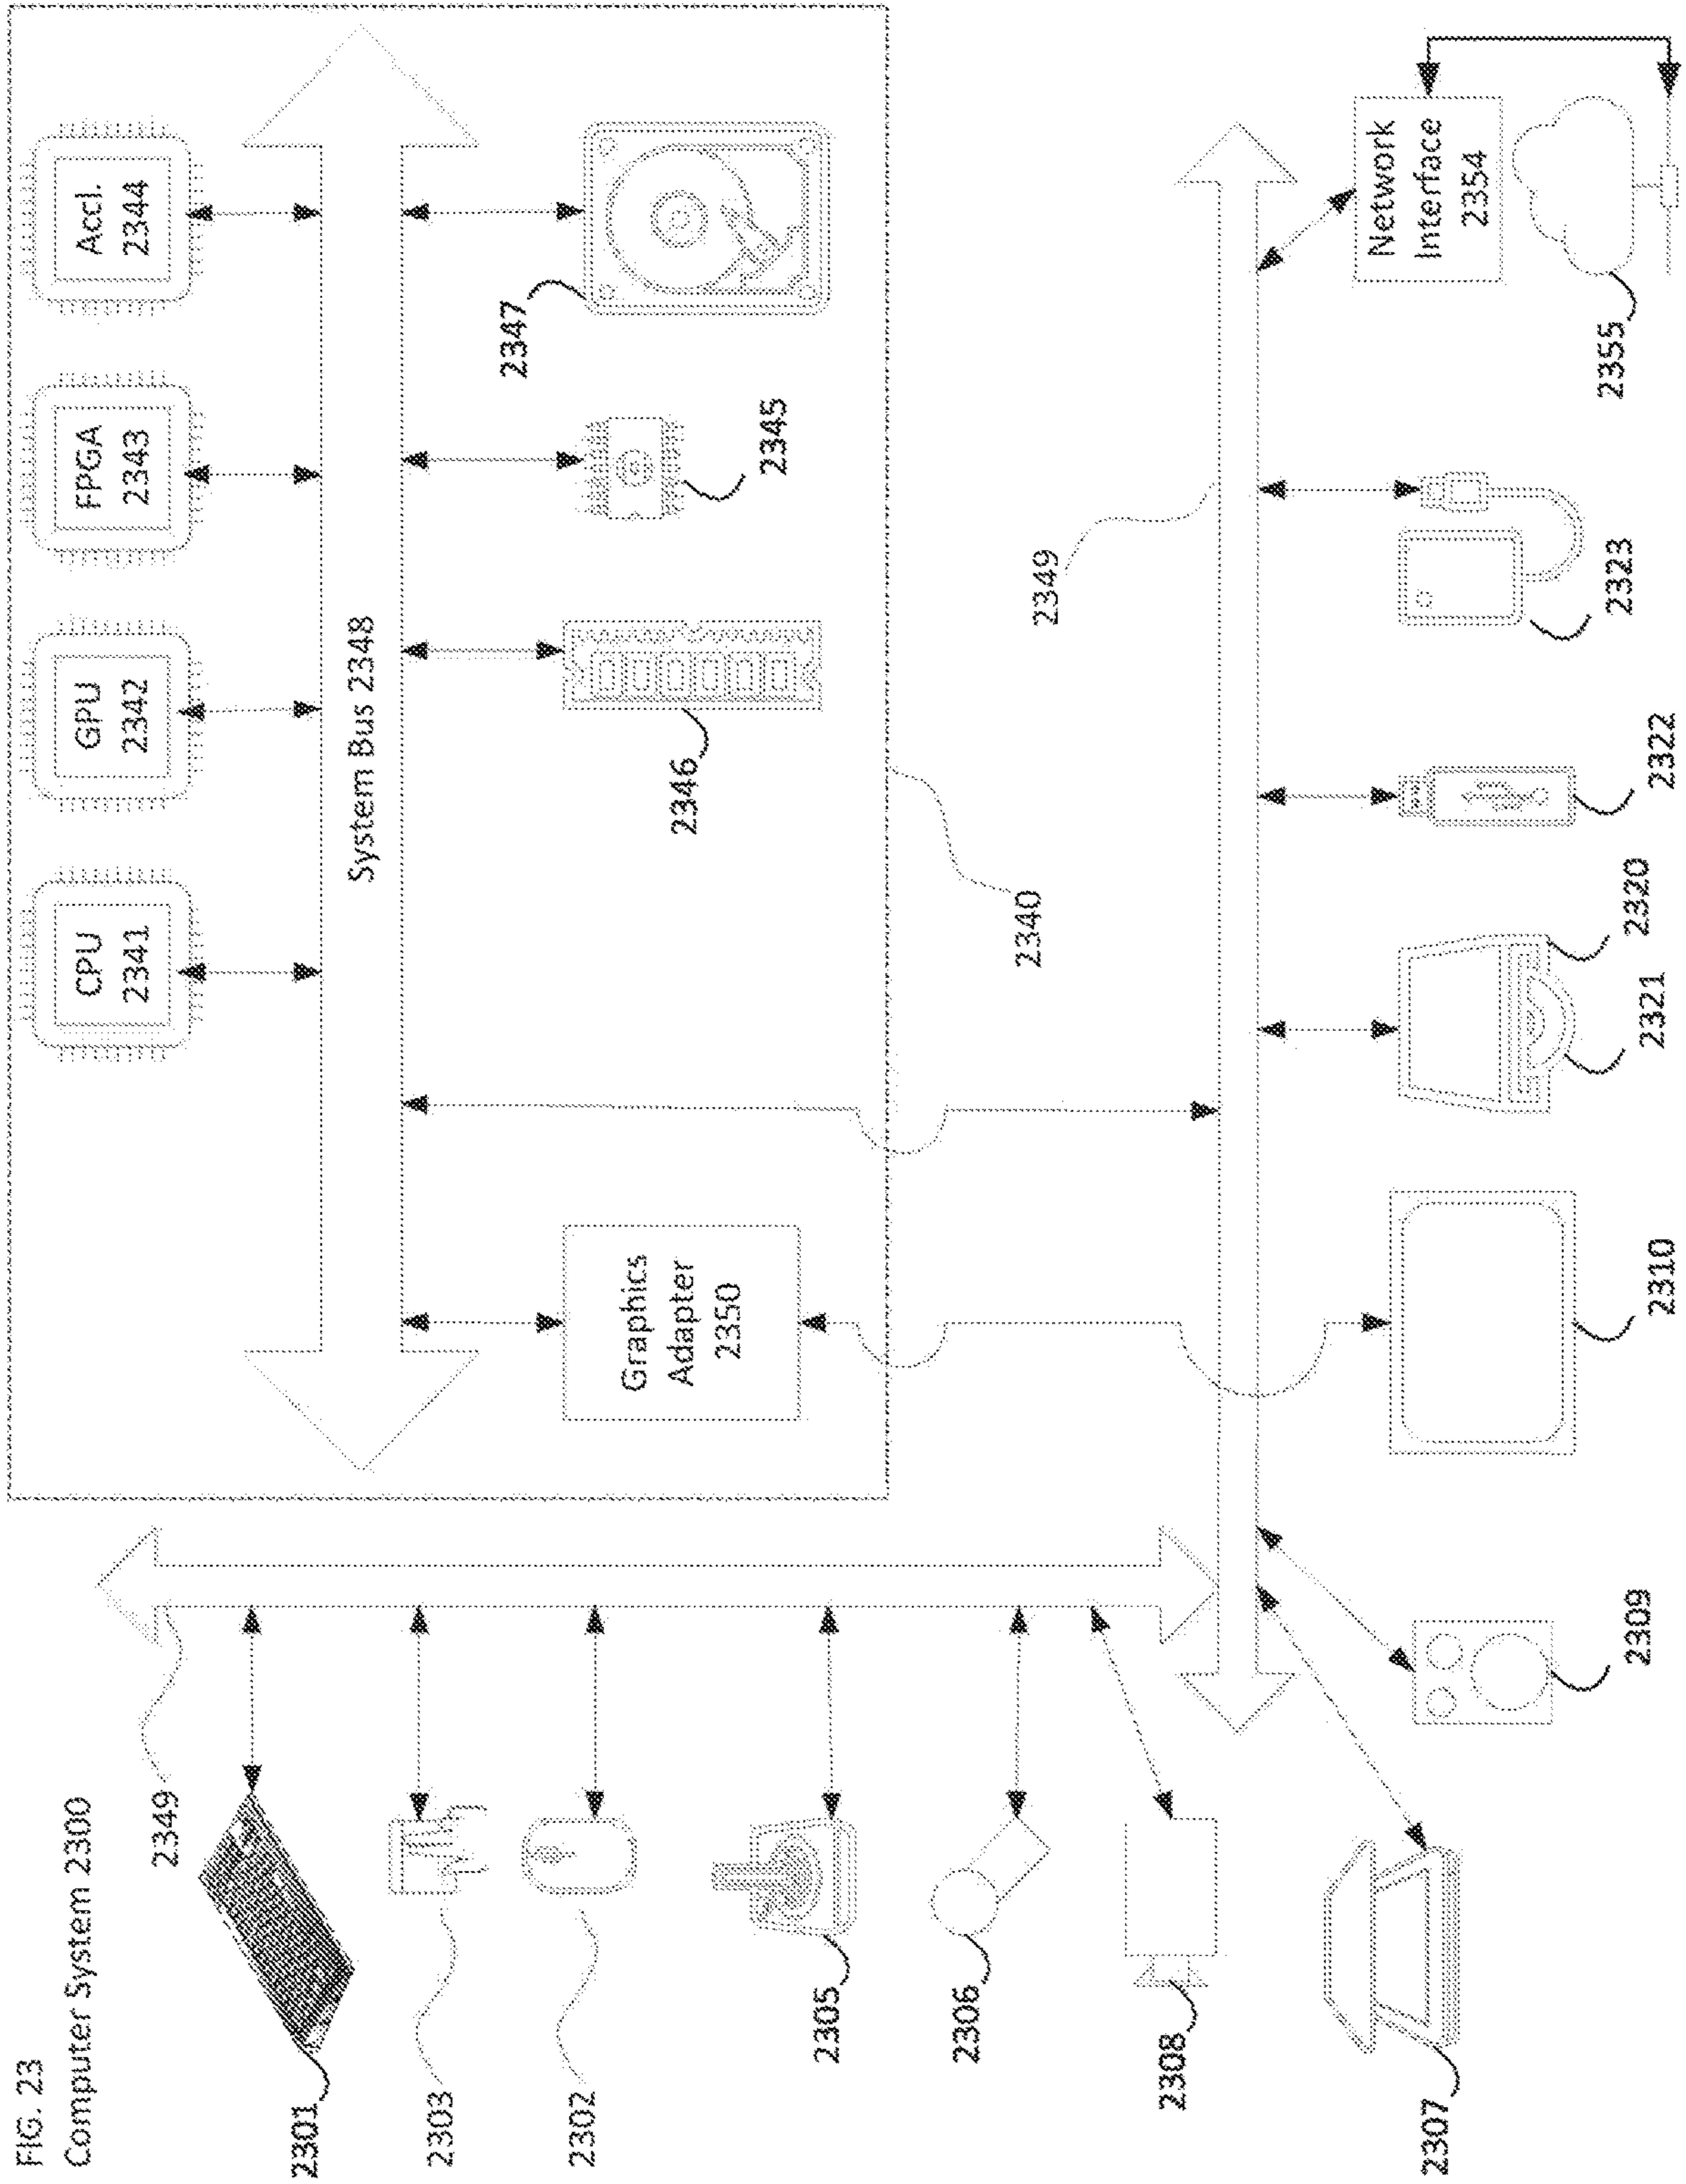 FIG. 23
Computer System 2300
CPU
2341
GPU
2342
FPGA
2343
Accl.
2344
System Bus 2348
2349
2301
2303
2302
2305
2306
2308
2307
Graphics
Adapter
2350
2346
2345
2347
2340
2349
2309
2310
2321
2320
2322
2323
Network
Interface
2354
2355